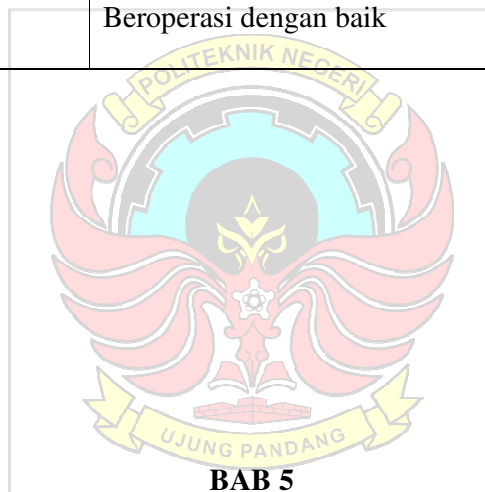 Beroperasi dengan baik
POLITEKNIK NEGERI
UJUNG PANDANG
BAB 5